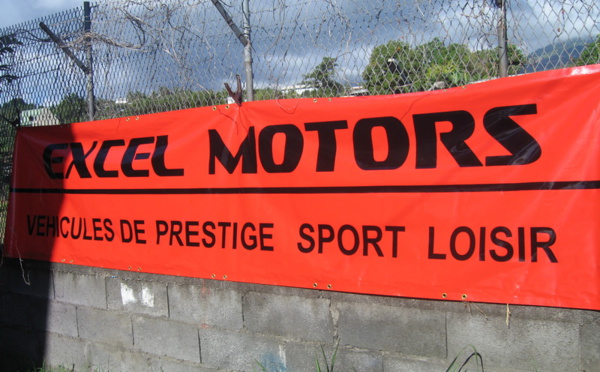 EXCEL MOTORS
VEHICULES DE PRESTIGE SPORT LOISIR